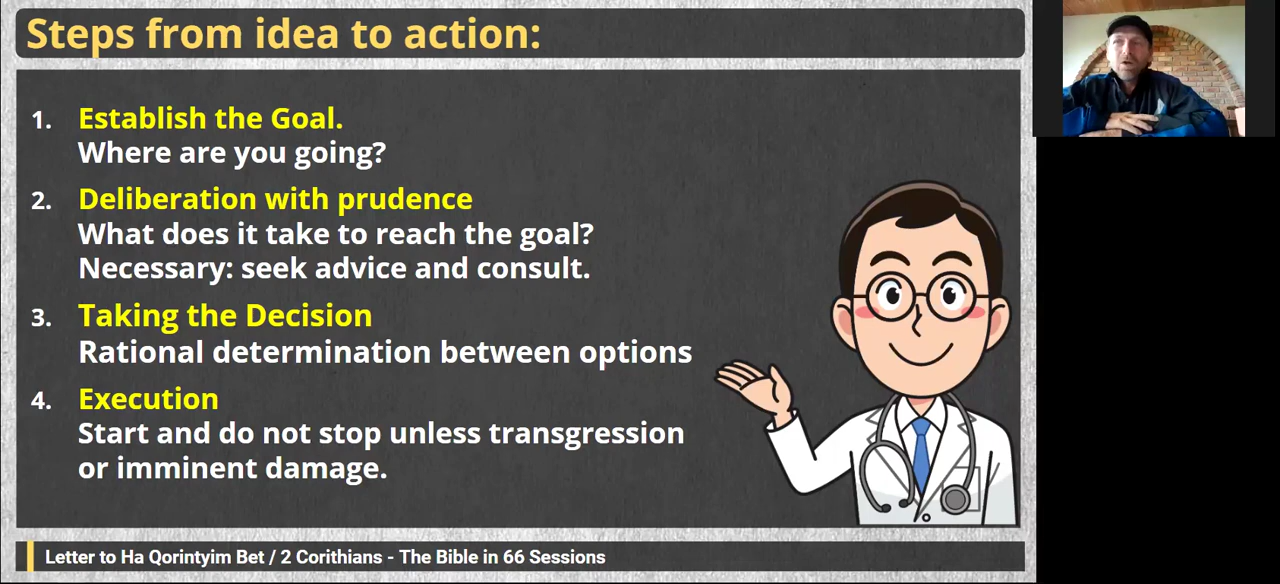 Steps from idea to action:
1. Establish the Goal.
Where are you going?
2. Deliberation with prudence
What does it take to reach the goal?
Necessary: seek advice and consult.
3. Taking the Decision
Rational determination between options
4. Execution
Start and do not stop unless transgression
or imminent damage.
Letter to Ha Qorintyim Bet / 2 Corithians - The Bible in 66 Sessions